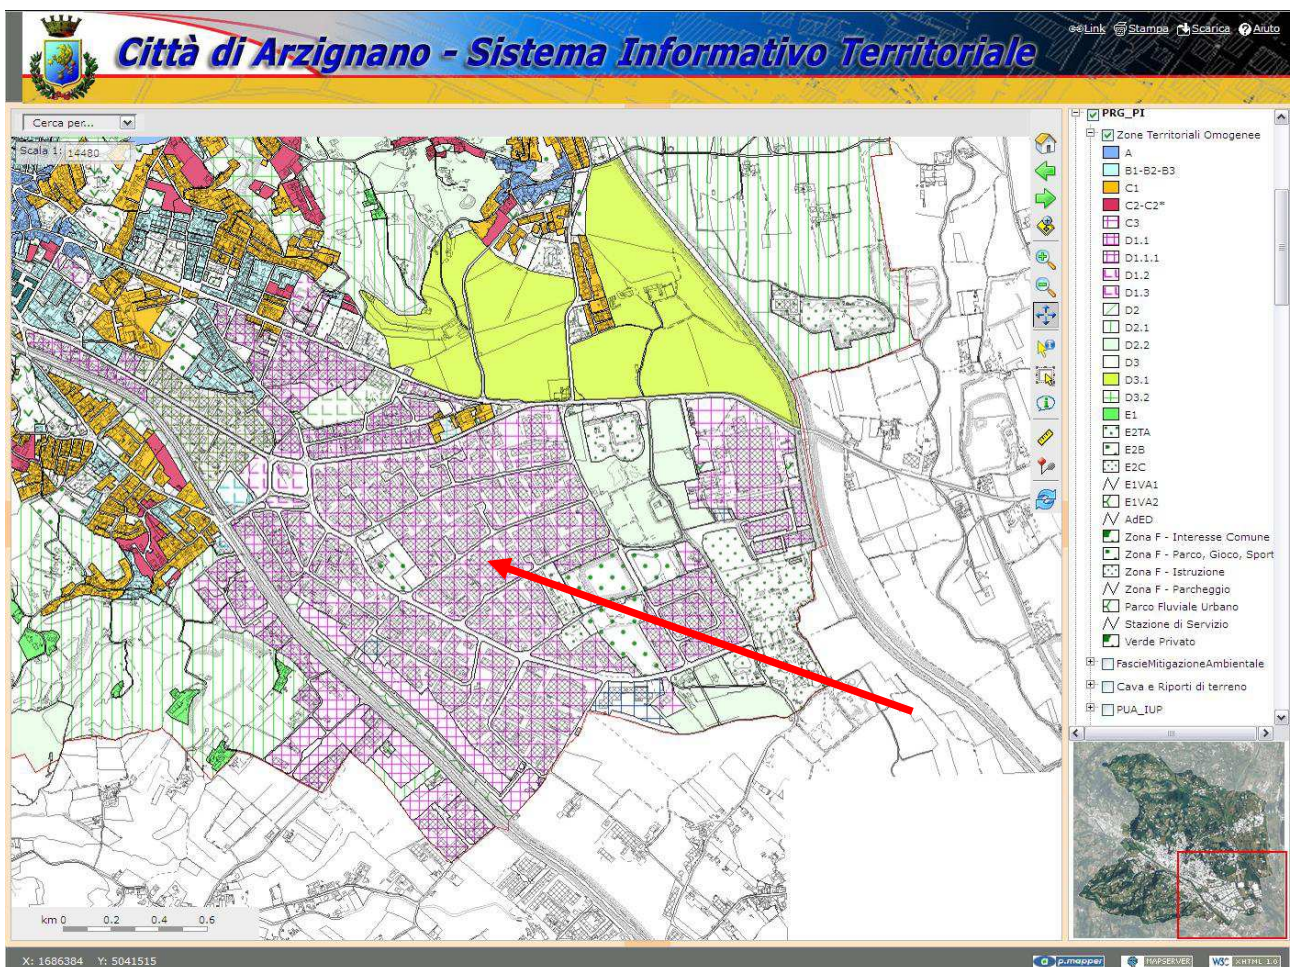 Link Stampa Scarica Aiuto
Città di Arzignano - Sistema Informativo Territoriale
Cerca per...
Scala 1: 14480
PRG_PI
Zone Territoriali Omogenee
A
B1-B2-B3
C1
C2-C2*
C3
D1.1
D1.1.1
D1.2
D1.3
D2
D2.1
D2.2
D3
D3.1
D3.2
E1
E2TA
E2B
E2C
E1VA1
E1VA2
AdED
Zona F - Interesse Comune
Zona F - Parco, Gioco, Sport
Zona F - Istruzione
Zona F - Parcheggio
Parco Fluviale Urbano
Stazione di Servizio
Verde Privato
FascieMitigazioneAmbientale
Cava e Riporti di terreno
PUA_IUP
km 0 0.2 0.4 0.6
X: 1686384 Y: 5041515
p.mapper MAPSERVER W3C XHTML 1.0